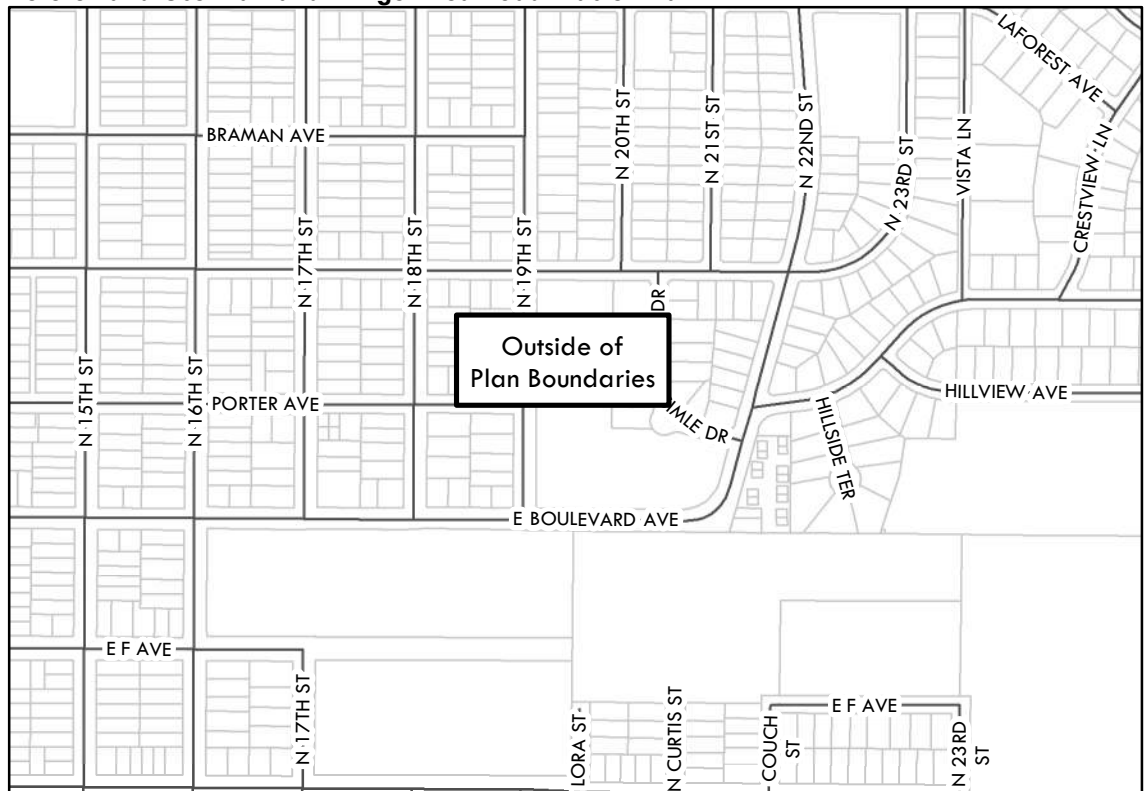 LAFOREST AVE
BRAMAN AVE
N 20TH ST
N 21ST ST
N 22ND ST
N 23RD ST
VISTA LN
CRESTVIEW LN
N 17TH ST
N 18TH ST
N 19TH ST
DR
Outside of
Plan Boundaries
N 15TH ST
N 16TH ST
PORTER AVE
IMLE DR
HILLSIDE TER
HILLVIEW AVE
E BOULEVARD AVE
E F AVE
N 17TH ST
LORA ST
N CURTIS ST
COUCH
ST
E F AVE
N 23RD
ST